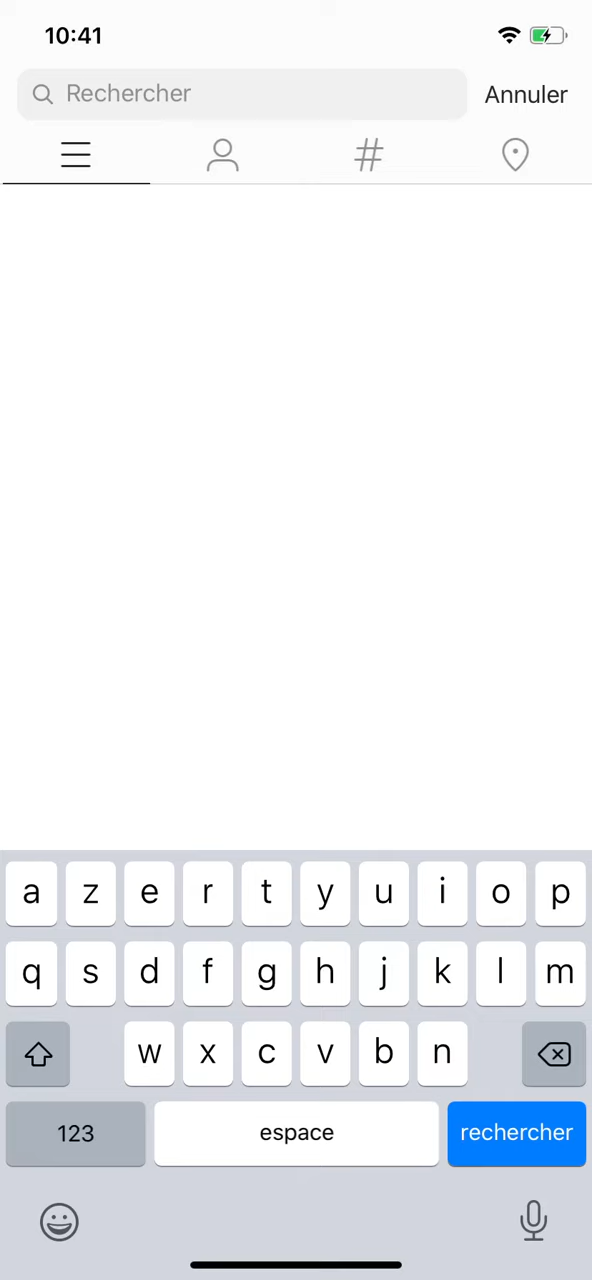 10:41
Rechercher
Annuler
#
a z e r t y u i o p
q s d f g h j k l m
w x c v b n
123 espace rechercher